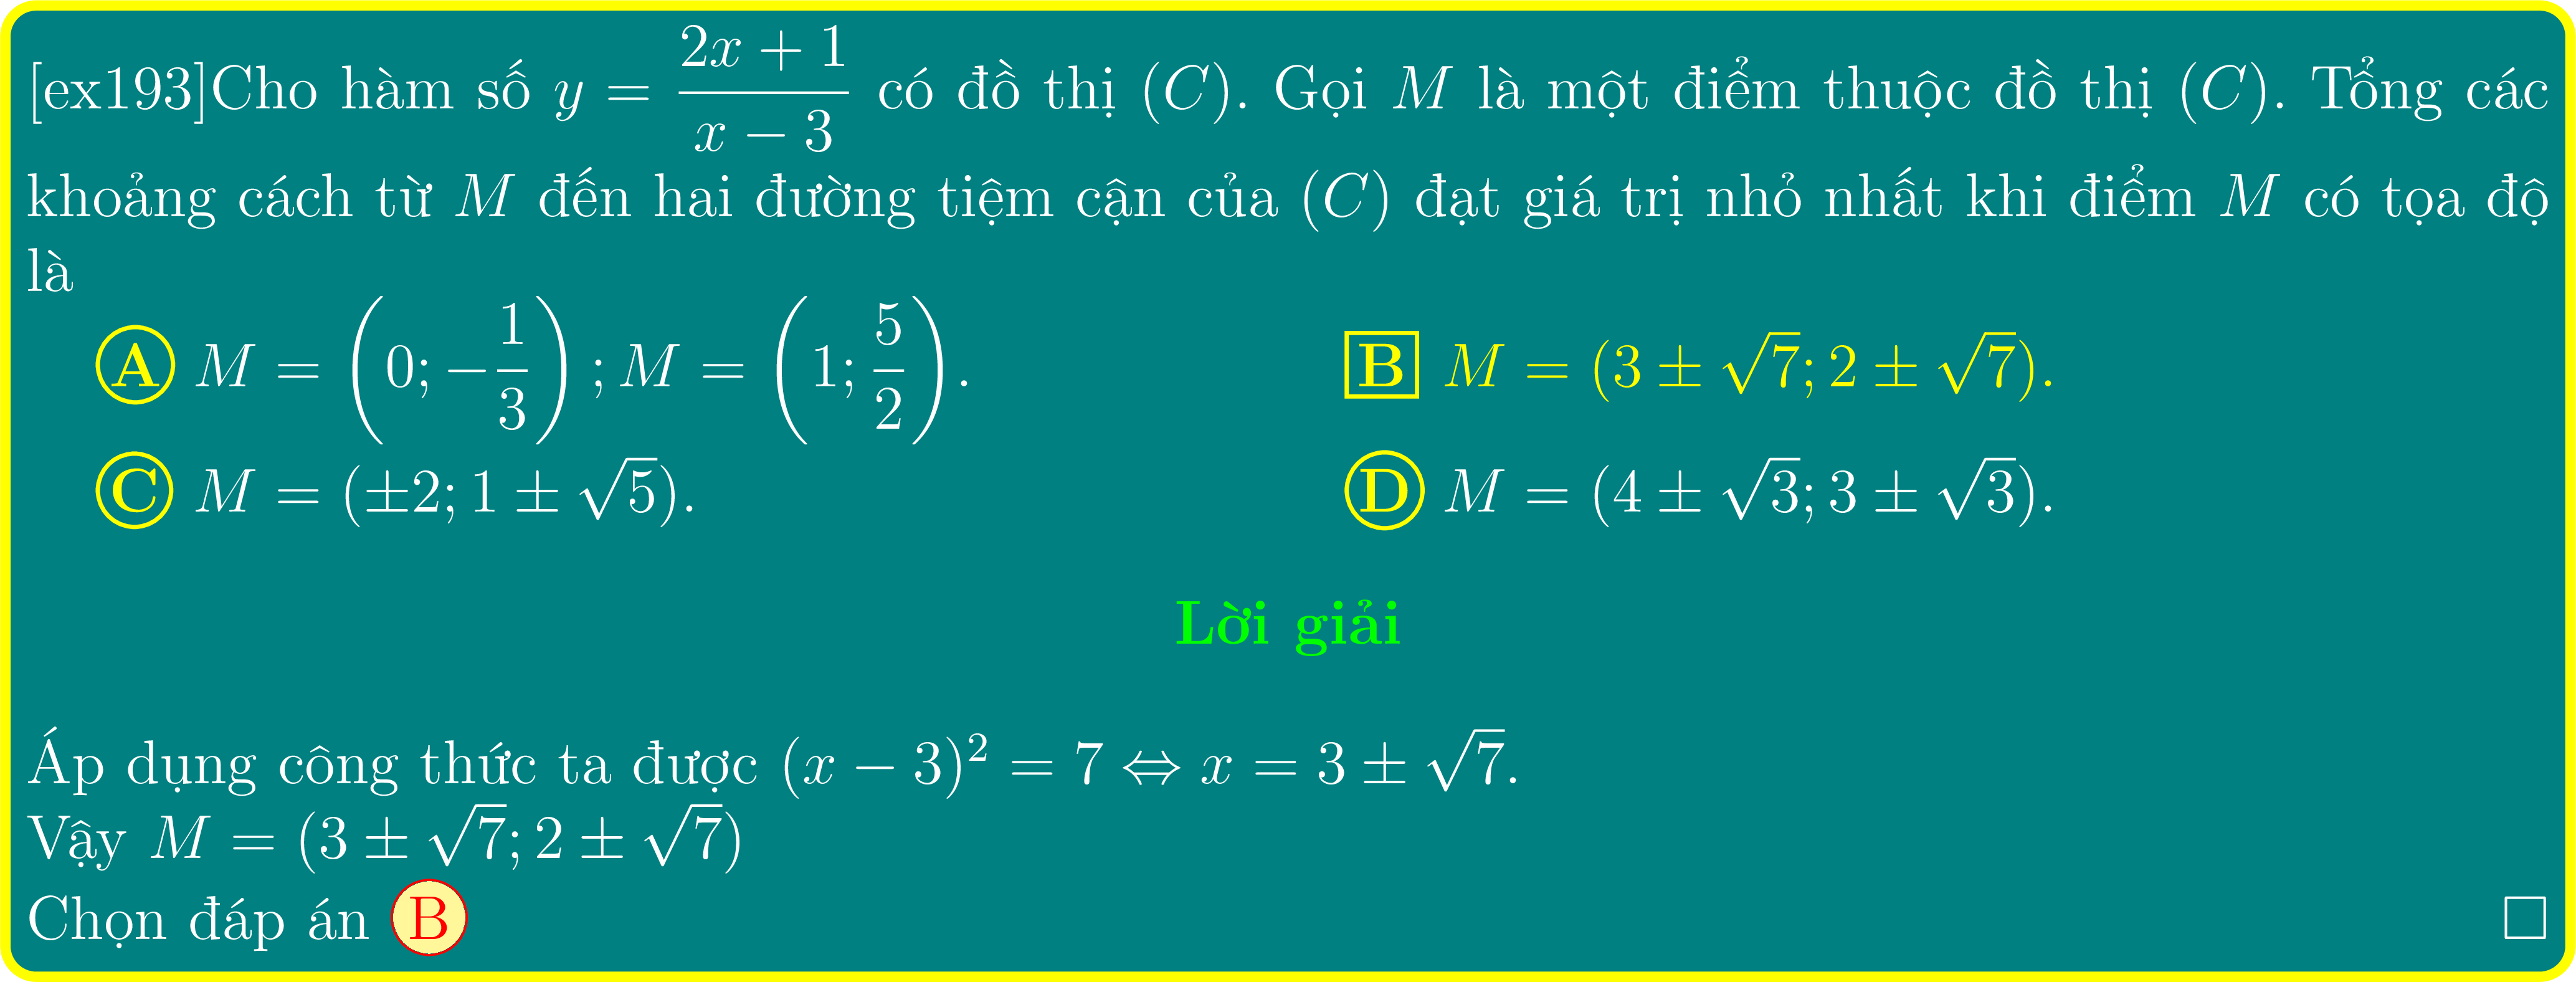 [ex193]Cho hàm số $y = \dfrac{2x+1}{x-3}$ có đồ thị $(C)$. Gọi $M$ là một điểm thuộc đồ thị $(C)$. Tổng các
khoảng cách từ $M$ đến hai đường tiệm cận của $(C)$ đạt giá trị nhỏ nhất khi điểm $M$ có tọa độ
là
A $M = \left(0; -\dfrac{1}{3}\right); M = \left(1; \dfrac{5}{2}\right).$ B $M = (3 \pm \sqrt{7}; 2 \pm \sqrt{7}).$
C $M = (\pm 2; 1 \pm \sqrt{5}).$ D $M = (4 \pm \sqrt{3}; 3 \pm \sqrt{3}).$
Lời giải
Áp dụng công thức ta được $(x-3)^2 = 7 \Leftrightarrow x = 3 \pm \sqrt{7}.$
Vậy $M = (3 \pm \sqrt{7}; 2 \pm \sqrt{7})$
Chọn đáp án B □